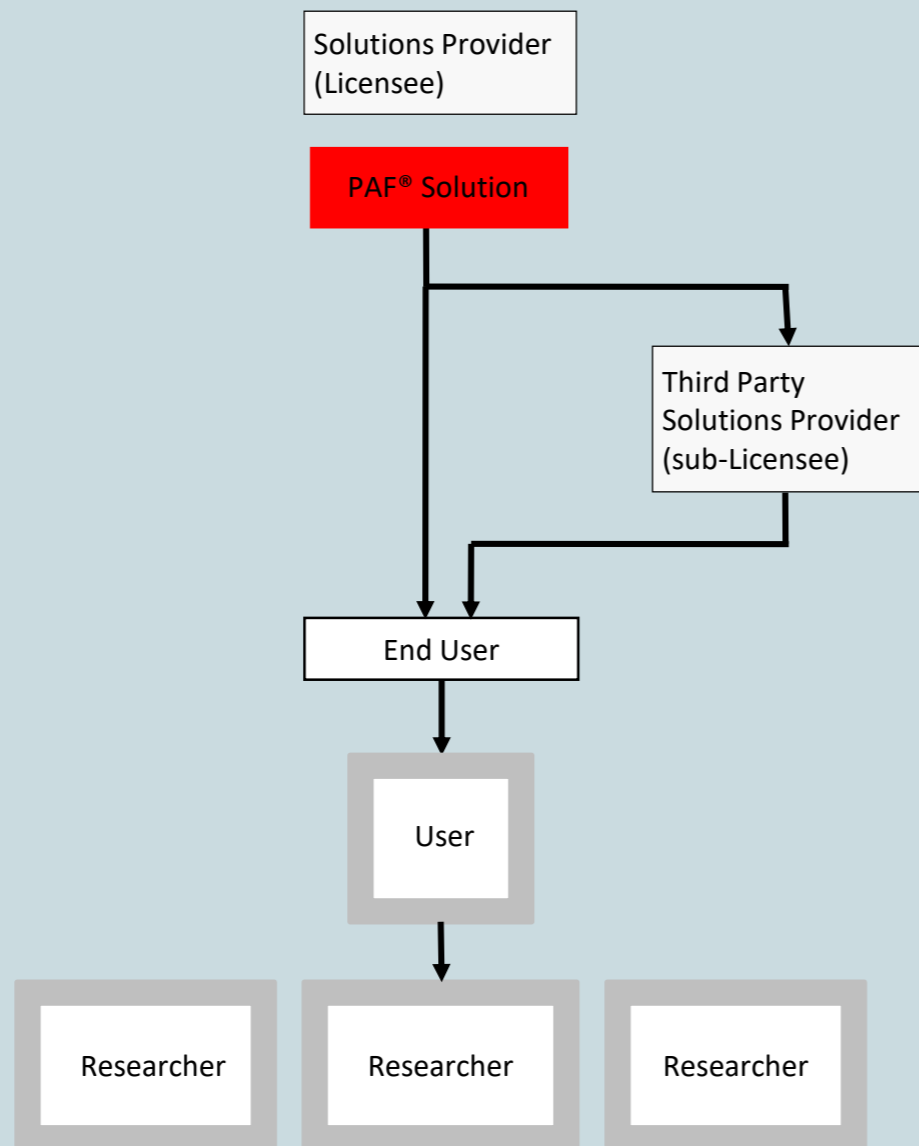 Solutions Provider
(Licensee)
PAF® Solution
Third Party
Solutions Provider
(sub-Licensee)
End User
User
Researcher
Researcher
Researcher